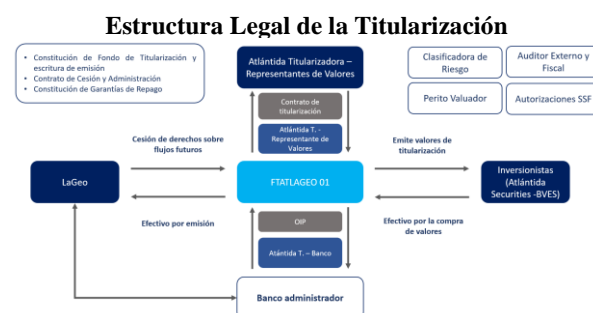 Estructura Legal de la Titularización
• Constitución de Fondo de Titularización y
escritura de emisión
• Contrato de Cesión y Administración
• Constitución de Garantías de Repago
Atlántida Titularizadora –
Representantes de Valores
Clasificadora de
Riesgo
Auditor Externo y
Fiscal
Perito Valuador
Autorizaciones SSF
Contrato de
titularización
Atlántida T. -
Representante de
Valores
Cesión de derechos sobre
flujos futuros
Emite valores de
titularización
LaGeo
FTATLAGEO 01
Inversionistas
(Atlántida
Securities -BVES)
Efectivo por emisión
Efectivo por la compra
de valores
OIP
Atlántida T. – Banco
Banco administrador